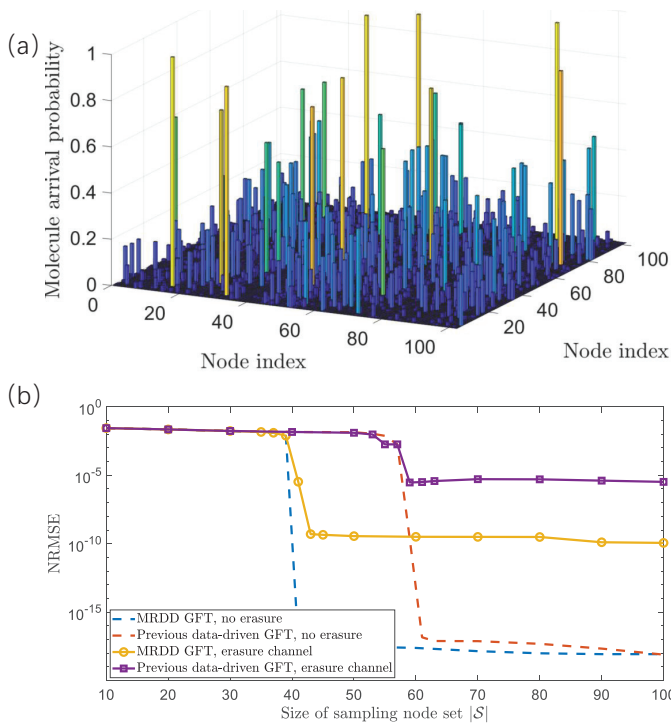 (a)
Molecule arrival probability
1
0.8
0.6
0.4
0.2
0
0
20
40
60
80
100
Node index
20
40
60
80
100
Node index
(b)
NRMSE
10^0
10^-5
10^-10
10^-15
MRDD GFT, no erasure
Previous data-driven GFT, no erasure
MRDD GFT, erasure channel
Previous data-driven GFT, erasure channel
10
20
30
40
50
60
70
80
90
100
Size of sampling node set |𝒮|